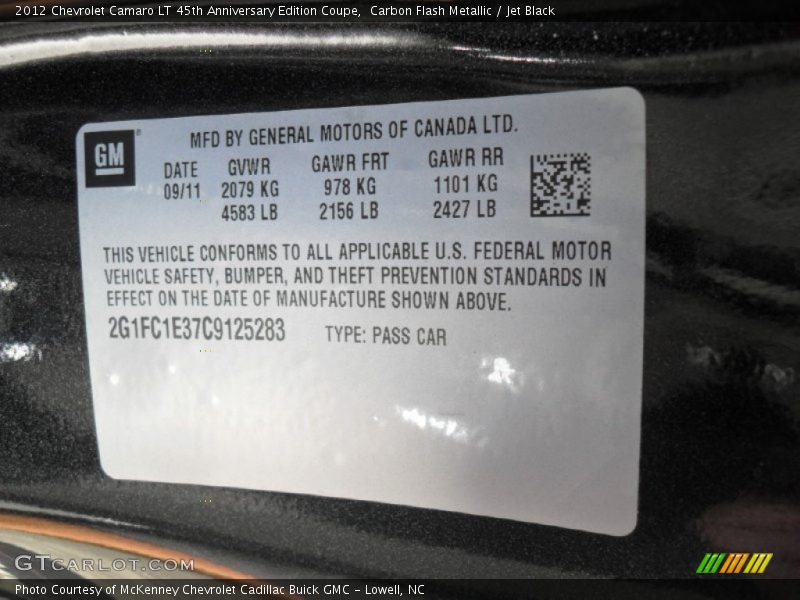 2012 Chevrolet Camaro LT 45th Anniversary Edition Coupe,  Carbon Flash Metallic / Jet Black
GM
MFD BY GENERAL MOTORS OF CANADA LTD.
DATE GVWR GAWR FRT GAWR RR
09/11 2079 KG 978 KG 1101 KG
4583 LB 2156 LB 2427 LB
THIS VEHICLE CONFORMS TO ALL APPLICABLE U.S. FEDERAL MOTOR
VEHICLE SAFETY, BUMPER, AND THEFT PREVENTION STANDARDS IN
EFFECT ON THE DATE OF MANUFACTURE SHOWN ABOVE.
2G1FC1E37C9125283 TYPE: PASS CAR
GTCARLOT.COM
Photo Courtesy of McKenney Chevrolet Cadillac Buick GMC - Lowell, NC